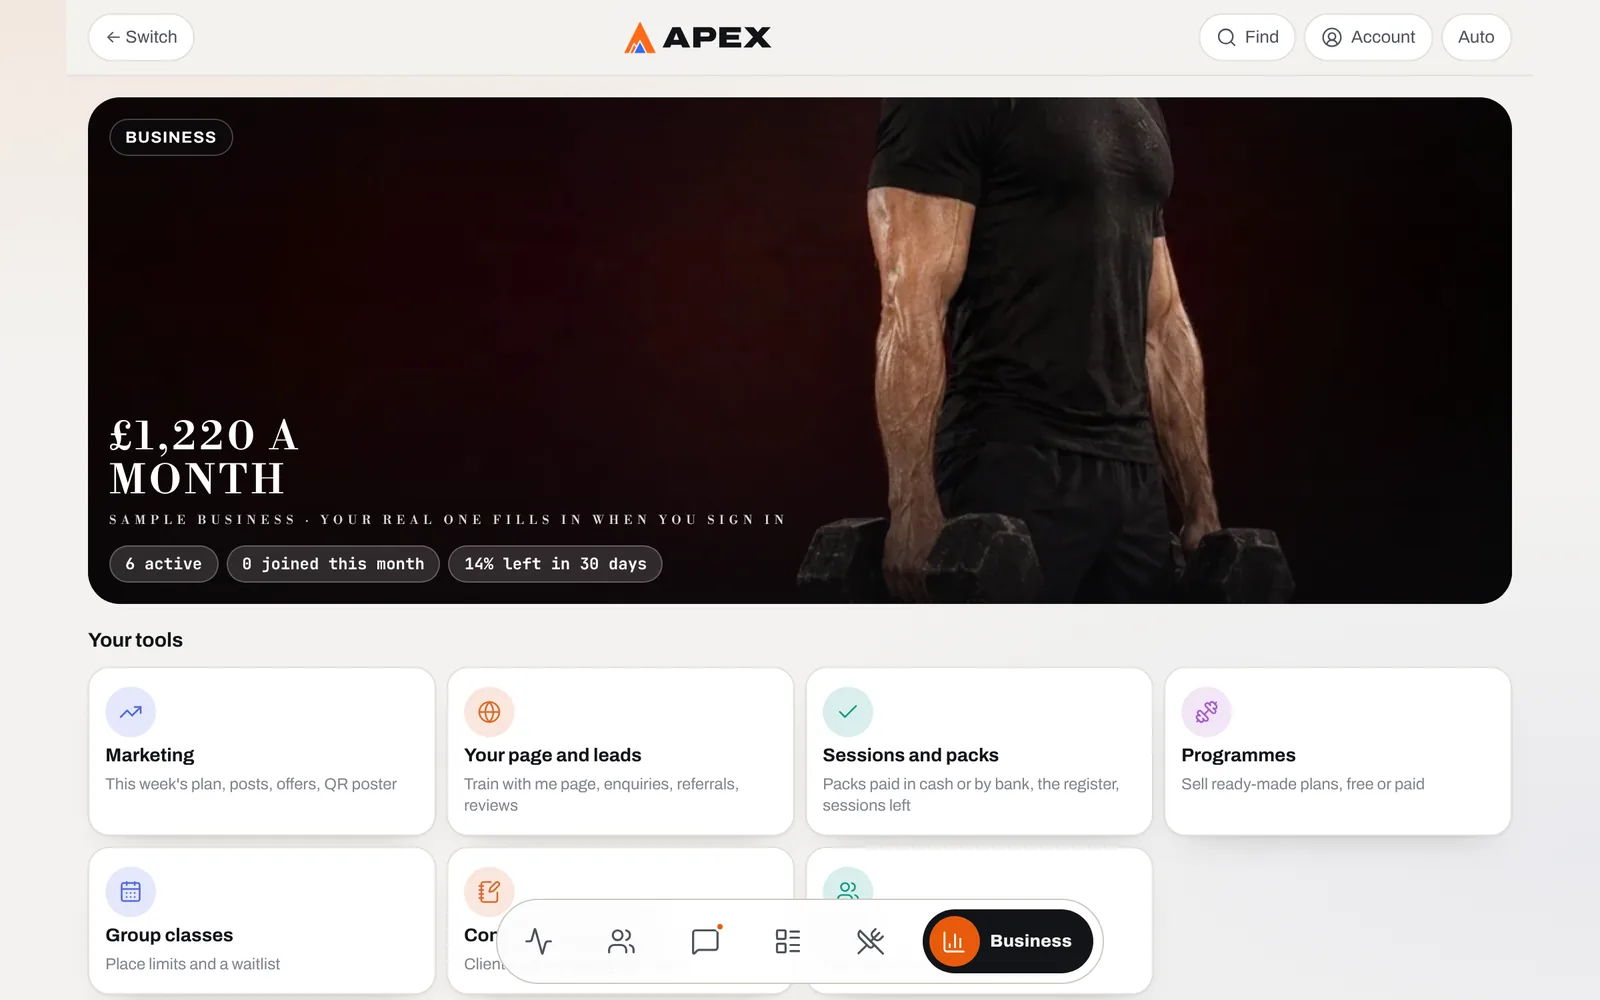 ← Switch
APEX
Find
Account
Auto
BUSINESS
£1,220 A
MONTH
SAMPLE BUSINESS · YOUR REAL ONE FILLS IN WHEN YOU SIGN IN
6 active
0 joined this month
14% left in 30 days
Your tools
Marketing
This week's plan, posts, offers, QR poster
Your page and leads
Train with me page, enquiries, referrals,
reviews
Sessions and packs
Packs paid in cash or by bank, the register,
sessions left
Programmes
Sell ready-made plans, free or paid
Group classes
Place limits and a waitlist
Business